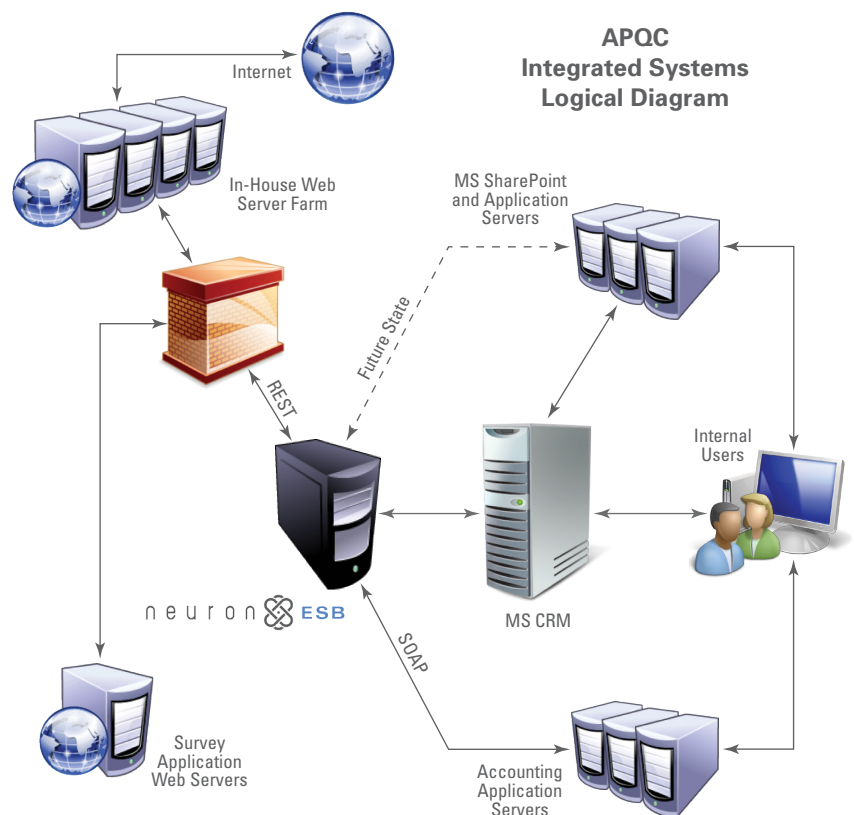 APQC
Integrated Systems
Logical Diagram
Internet
In-House Web
Server Farm
MS SharePoint
and Application
Servers
Future State
REST
Internal
Users
neuron ESB
MS CRM
SOAP
Survey
Application
Web Servers
Accounting
Application
Servers